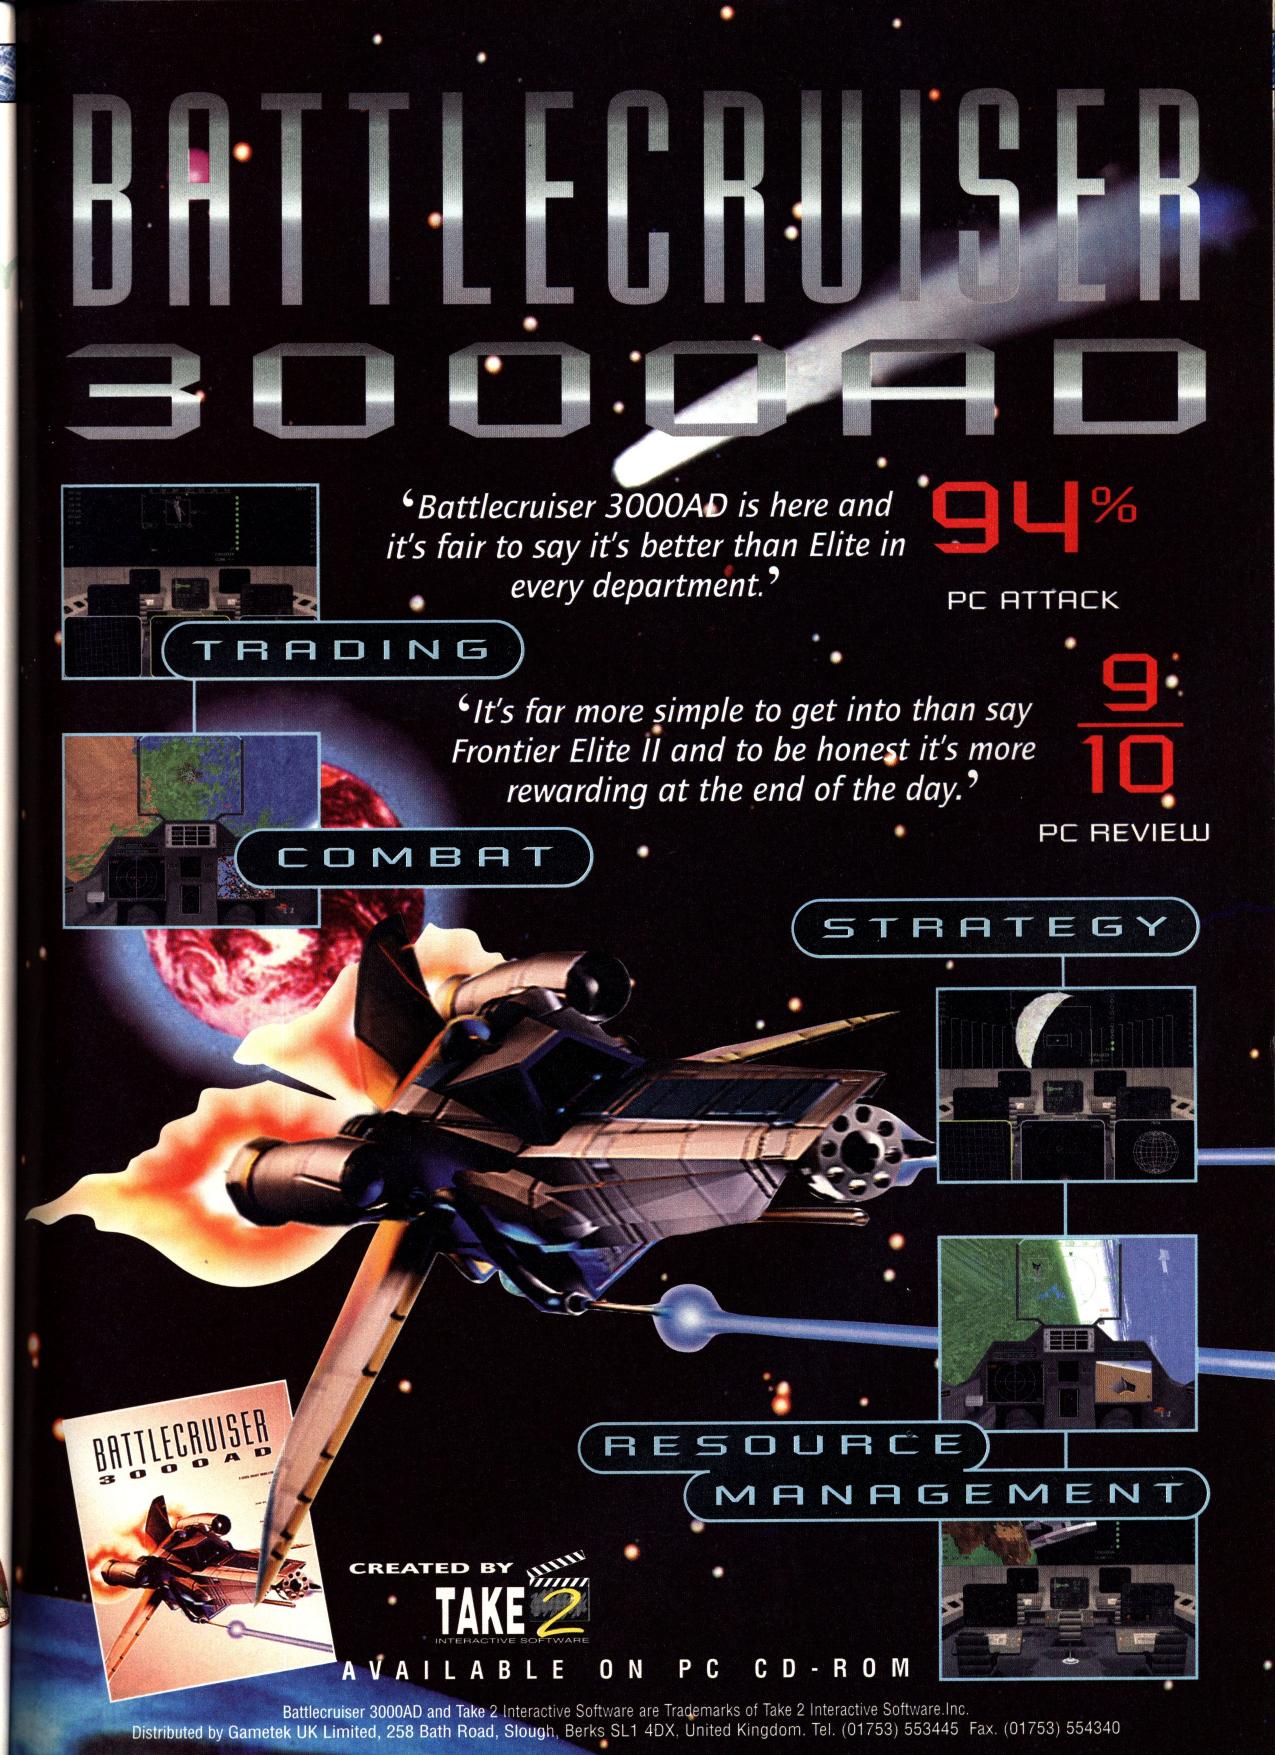 BATTLECRUISER
3000AD
‘Battlecruiser 3000AD is here and
it's fair to say it's better than Elite in
every department.’
94%
PC ATTACK
TRADING
‘It's far more simple to get into than say
Frontier Elite II and to be honest it's more
rewarding at the end of the day.’
9
10
PC REVIEW
COMBAT
STRATEGY
RESOURCE
MANAGEMENT
BATTLECRUISER
3000AD
CREATED BY
TAKE 2
INTERACTIVE SOFTWARE
AVAILABLE ON PC CD-ROM
Battlecruiser 3000AD and Take 2 Interactive Software are Trademarks of Take 2 Interactive Software.Inc.
Distributed by Gametek UK Limited, 258 Bath Road, Slough, Berks SL1 4DX, United Kingdom. Tel. (01753) 553445 Fax. (01753) 554340